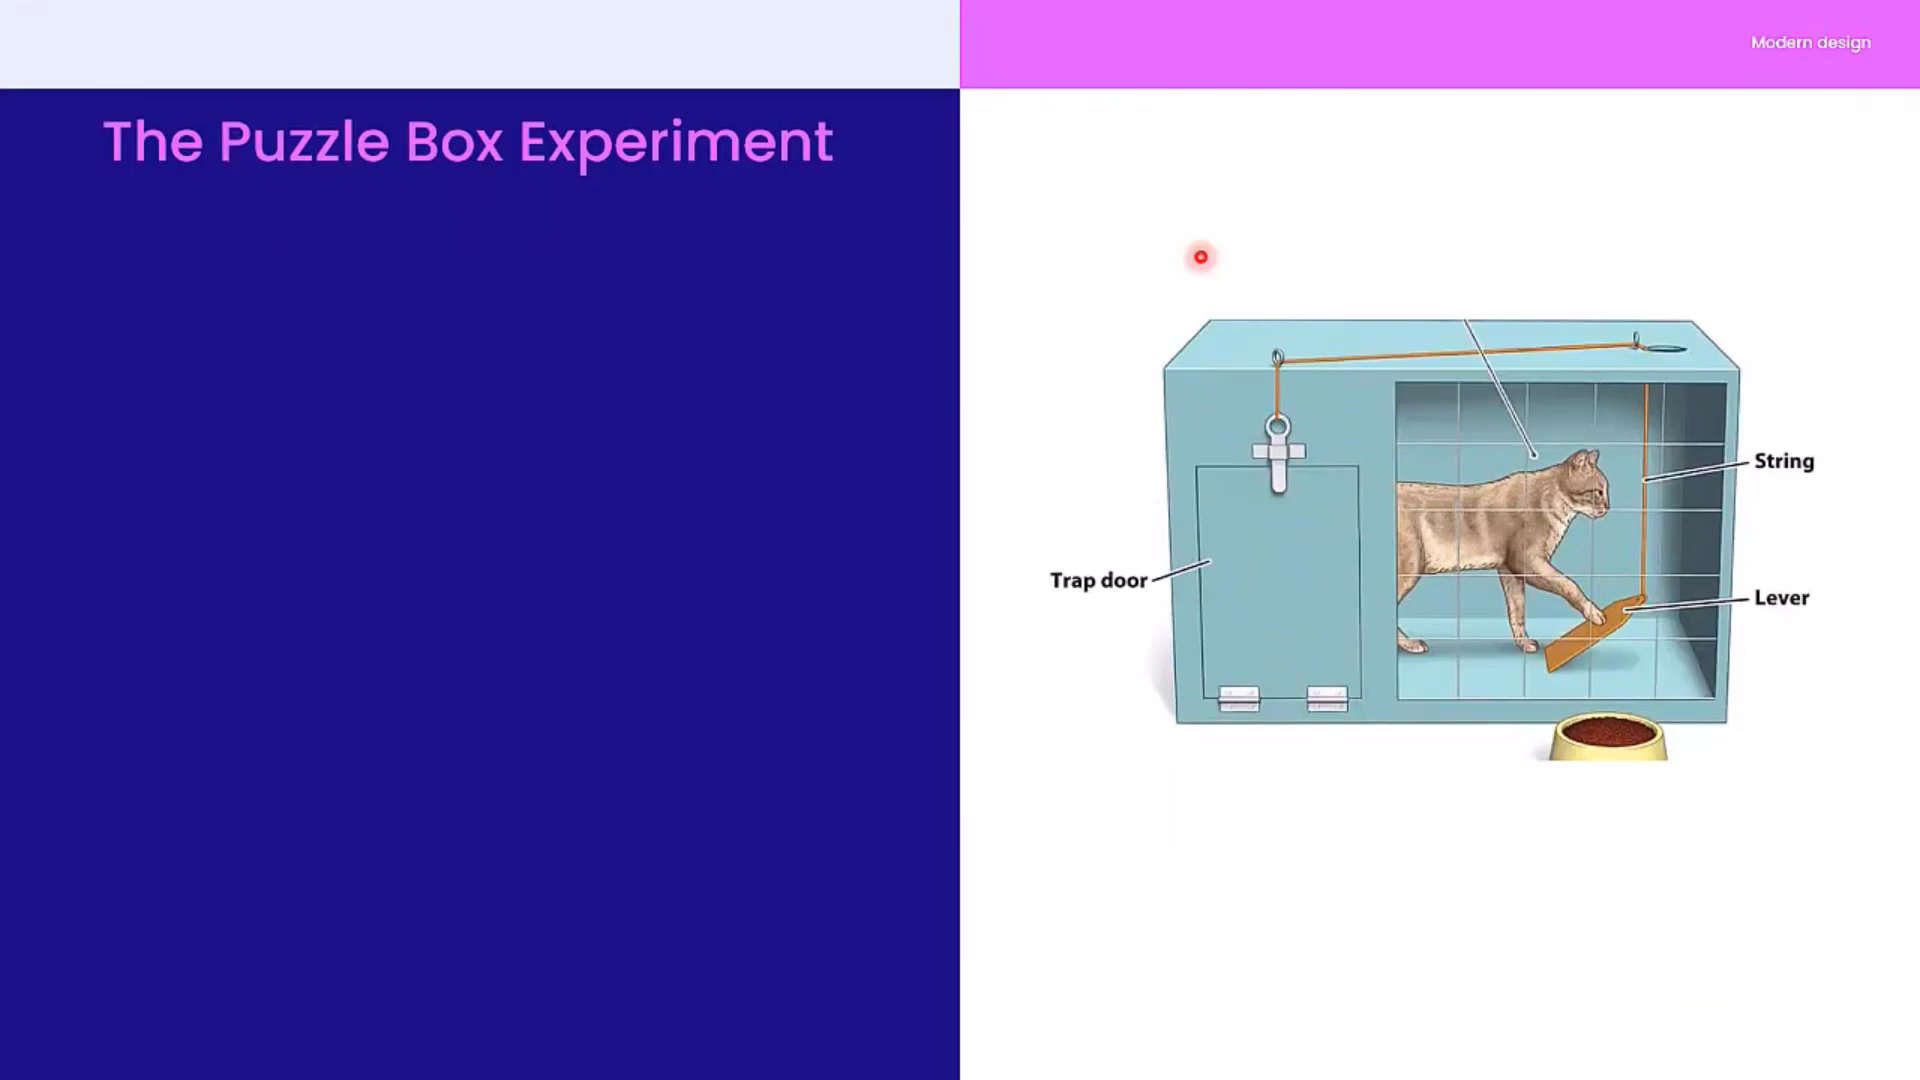 Modern design
The Puzzle Box Experiment
String
Trap door
Lever